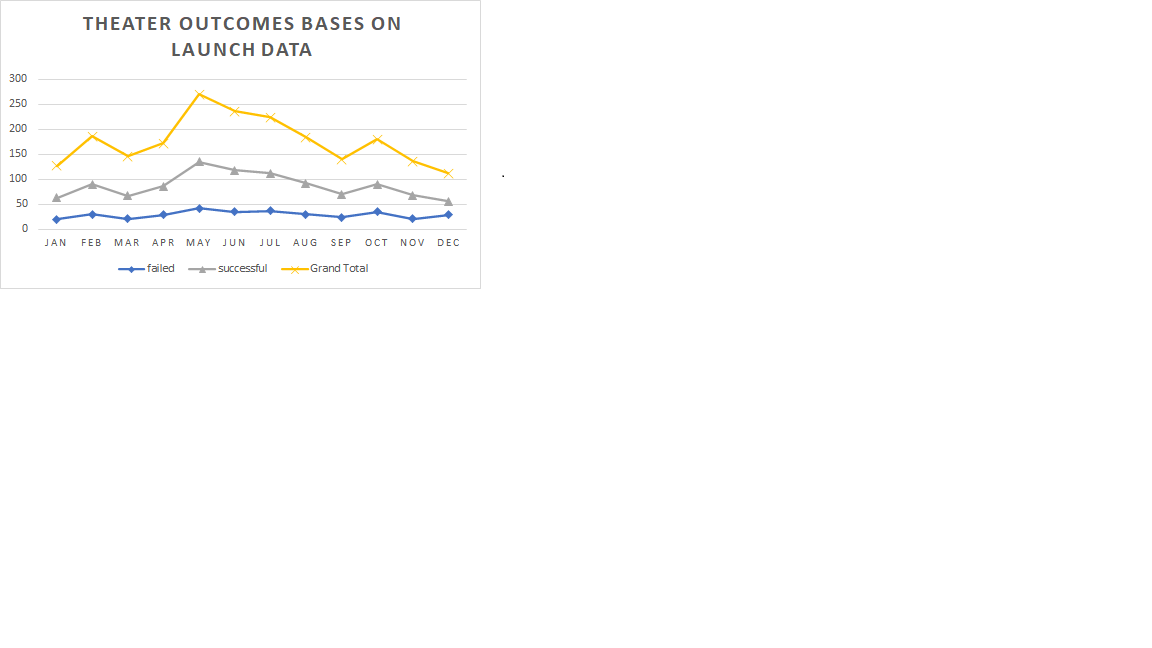 THEATER OUTCOMES BASES ON
LAUNCH DATA
300
250
200
150
100
50
0
JAN FEB MAR APR MAY JUN JUL AUG SEP OCT NOV DEC
failed successful Grand Total
.